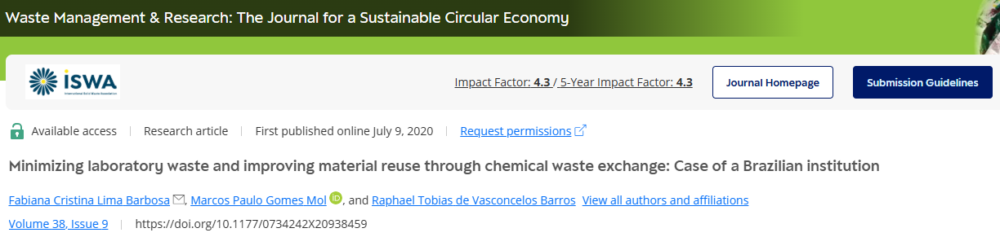 Waste Management & Research: The Journal for a Sustainable Circular Economy
ISWA
International Solid Waste Association
Impact Factor: 4.3 / 5-Year Impact Factor: 4.3
Journal Homepage
Submission Guidelines
Available access
Research article
First published online July 9, 2020
Request permissions
Minimizing laboratory waste and improving material reuse through chemical waste exchange: Case of a Brazilian institution
Fabiana Cristina Lima Barbosa, Marcos Paulo Gomes Mol iD, and Raphael Tobias de Vasconcelos Barros View all authors and affiliations
Volume 38, Issue 9
https://doi.org/10.1177/0734242X20938459